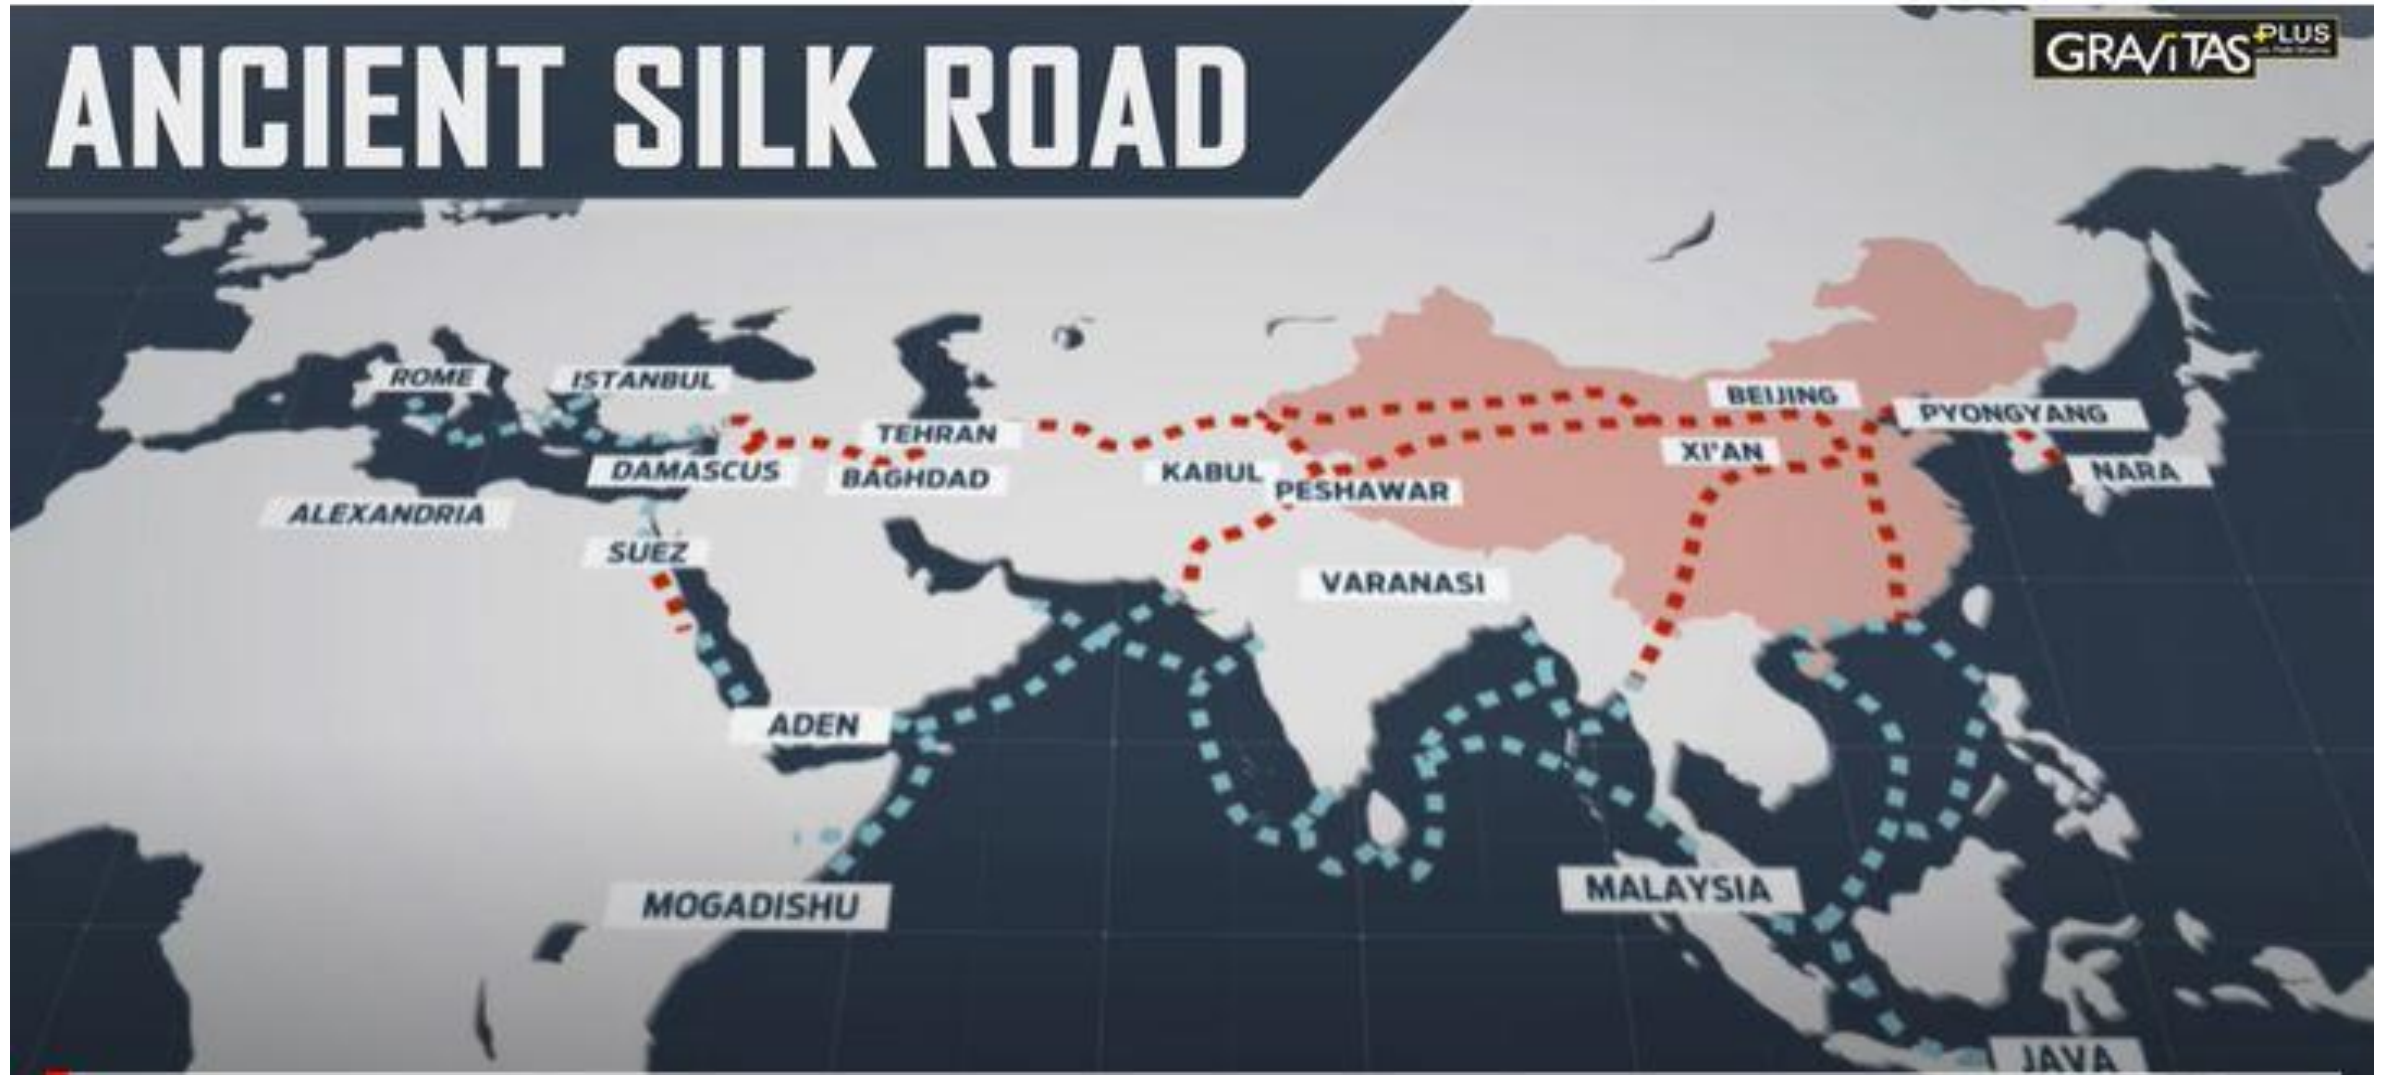 ANCIENT SILK ROAD
GRAViTAS PLUS
ROME
ISTANBUL
BEIJING
PYONGYANG
TEHRAN
XI'AN
DAMASCUS
BAGHDAD
KABUL
NARA
PESHAWAR
ALEXANDRIA
SUEZ
VARANASI
ADEN
MALAYSIA
MOGADISHU
JAVA